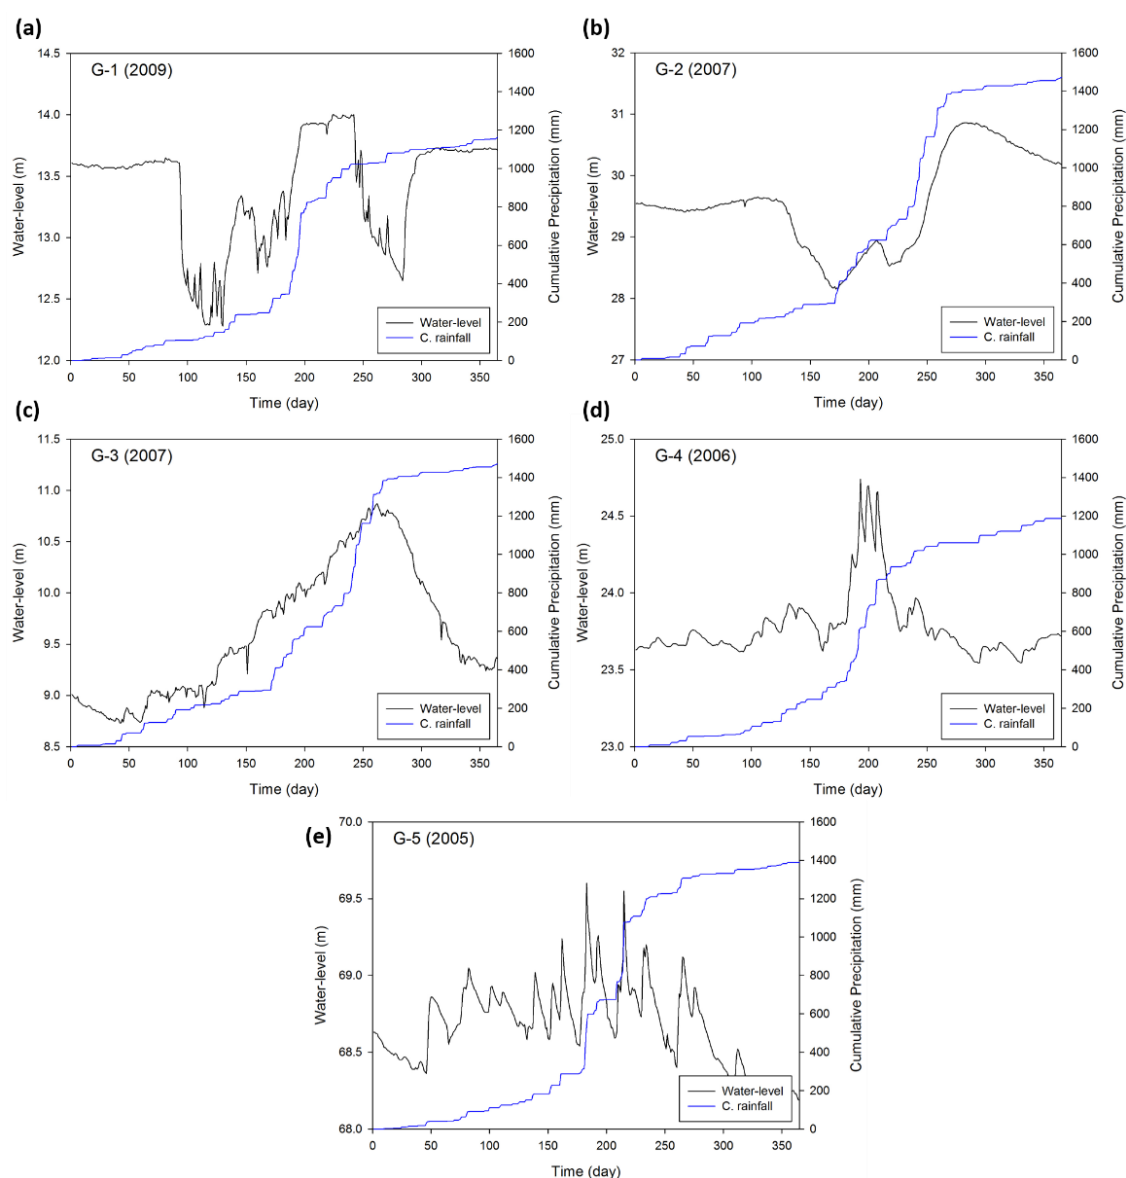 (a)
G-1 (2009)
14.5
14.0
13.5
13.0
12.5
12.0
Water-level (m)
1600
1400
1200
1000
800
600
400
200
0
Cumulative Precipitation (mm)
Water-level
C. rainfall
0 50 100 150 200 250 300 350
Time (day)
(b)
G-2 (2007)
32
31
30
29
28
27
Water-level (m)
1600
1400
1200
1000
800
600
400
200
0
Cumulative Precipitation (mm)
Water-level
C. rainfall
0 50 100 150 200 250 300 350
Time (day)
(c)
G-3 (2007)
11.5
11.0
10.5
10.0
9.5
9.0
8.5
Water-level (m)
1600
1400
1200
1000
800
600
400
200
0
Cumulative Precipitation (mm)
Water-level
C. rainfall
0 50 100 150 200 250 300 350
Time (day)
(d)
G-4 (2006)
25.0
24.5
24.0
23.5
23.0
Water-level (m)
1600
1400
1200
1000
800
600
400
200
0
Cumulative Precipitation (mm)
Water-level
C. rainfall
0 50 100 150 200 250 300 350
Time (day)
(e)
G-5 (2005)
70.0
69.5
69.0
68.5
68.0
Water-level (m)
1600
1400
1200
1000
800
600
400
200
0
Cumulative Precipitation (mm)
Water-level
C. rainfall
0 50 100 150 200 250 300 350
Time (day)